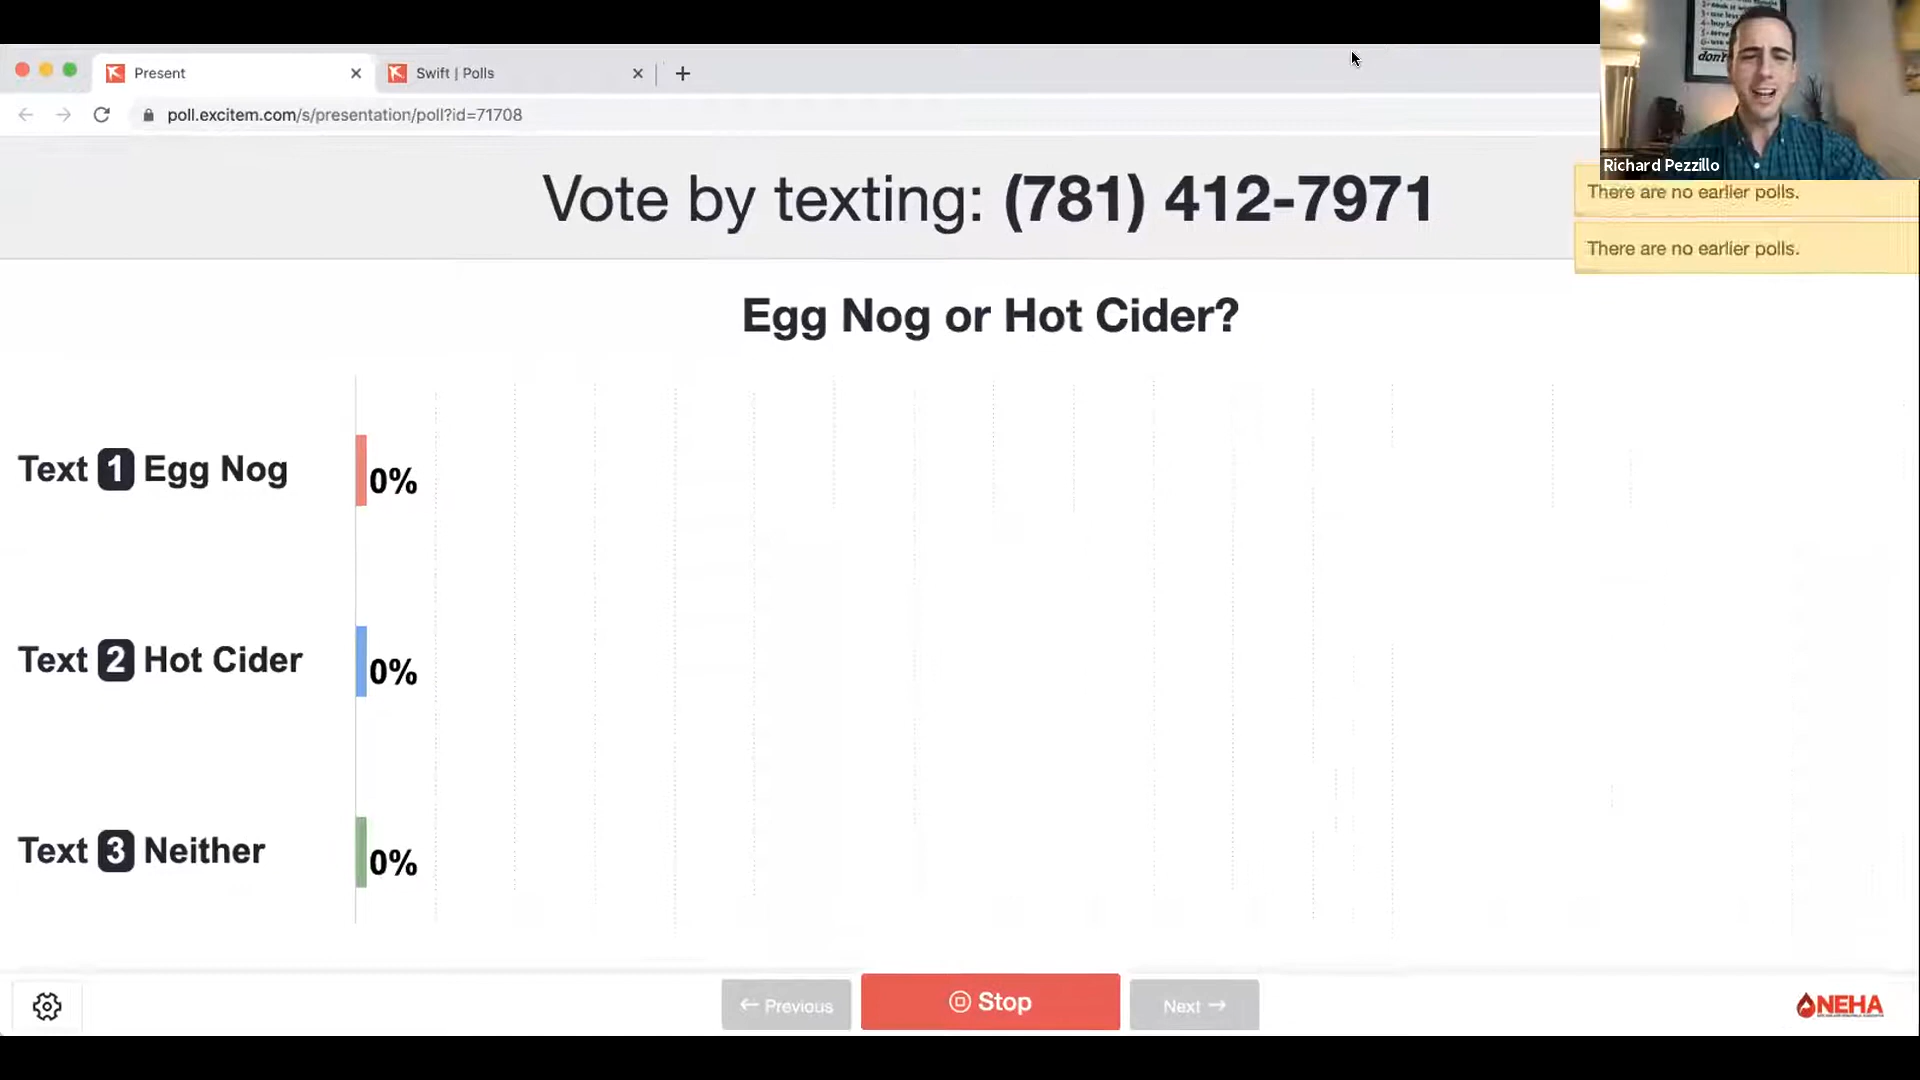 Present
Swift | Polls
poll.excitem.com/s/presentation/poll?id=71708
don't
Richard Pezzillo
Vote by texting: (781) 412-7971
There are no earlier polls.
There are no earlier polls.
Egg Nog or Hot Cider?
Text 1 Egg Nog
0%
Text 2 Hot Cider
0%
Text 3 Neither
0%
← Previous
Stop
Next →
NEHA